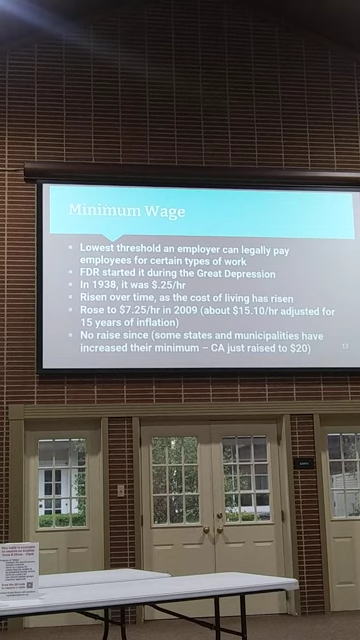 Minimum Wage
Lowest threshold an employer can legally pay
employees for certain types of work
FDR started it during the Great Depression
In 1938, it was $.25/hr
Risen over time, as the cost of living has risen
Rose to $7.25/hr in 2009 (about $15.10/hr adjusted for
15 years of inflation)
No raise since (some states and municipalities have
increased their minimum – CA just raised to $20)
13